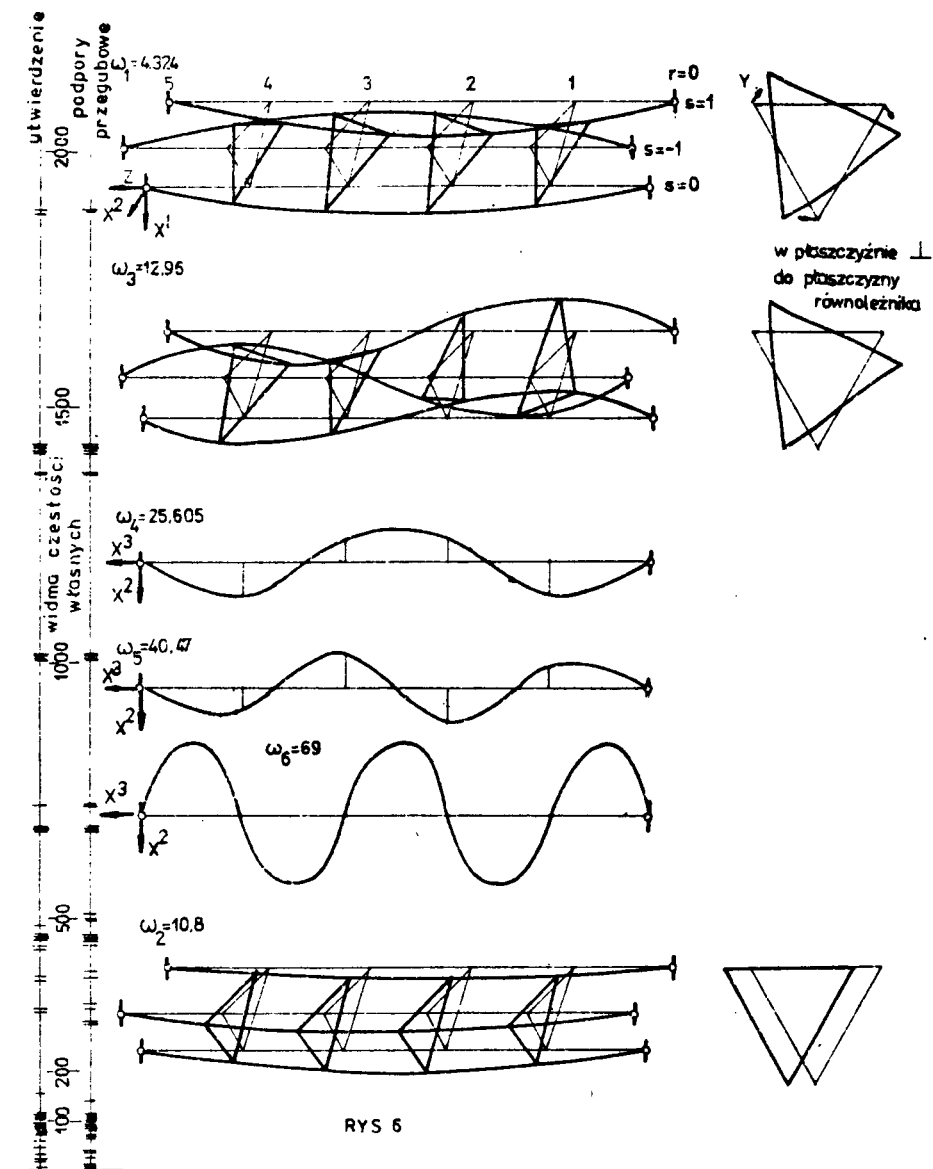 utwierdzenie
podpory
przegubowe
ω₁=4.324
5
4
3
2
1
r=0
s=1
s=-1
s=0
Z
X²
X¹
Y
2000
w płaszczyźnie ⊥
do płaszczyzny
równoleżnika
ω₃=12,95
1500
widma częstości
własnych
ω₄=25,605
X³
X²
1000
ω₅=40,47
X³
X²
ω₆=69
X³
X²
500
ω₂=10,8
200
100
RYS 6